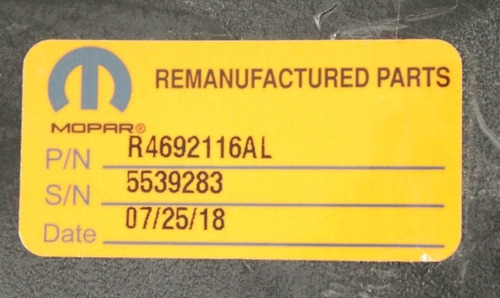 REMANUFACTURED PARTS
MOPAR®
P/N R4692116AL
S/N 5539283
Date 07/25/18